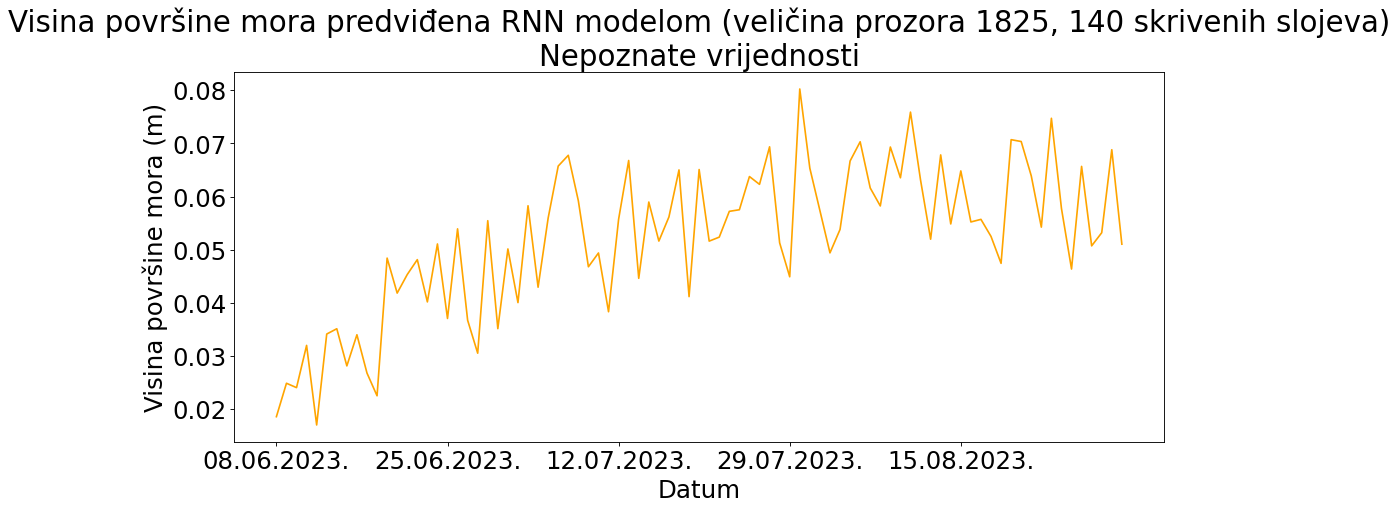 Visina površine mora predviđena RNN modelom (veličina prozora 1825, 140 skrivenih slojeva)
Nepoznate vrijednosti
Visina površine mora (m)
0.08
0.07
0.06
0.05
0.04
0.03
0.02
08.06.2023. 25.06.2023. 12.07.2023. 29.07.2023. 15.08.2023.
Datum